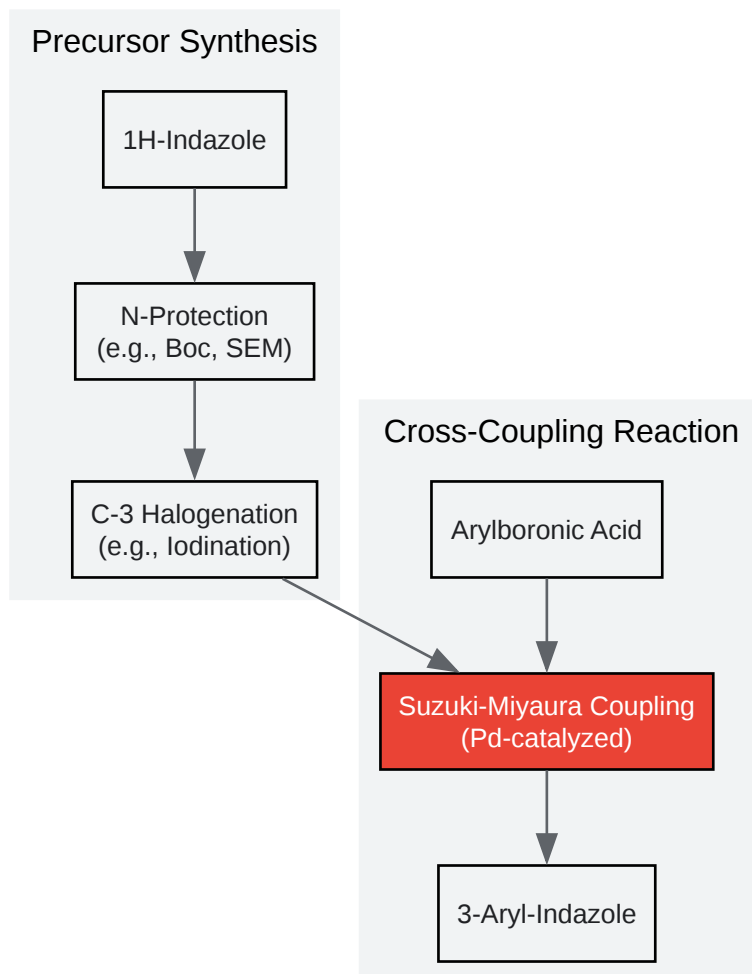 Precursor Synthesis
1H-Indazole
N-Protection
(e.g., Boc, SEM)
C-3 Halogenation
(e.g., Iodination)
Cross-Coupling Reaction
Arylboronic Acid
Suzuki-Miyaura Coupling
(Pd-catalyzed)
3-Aryl-Indazole